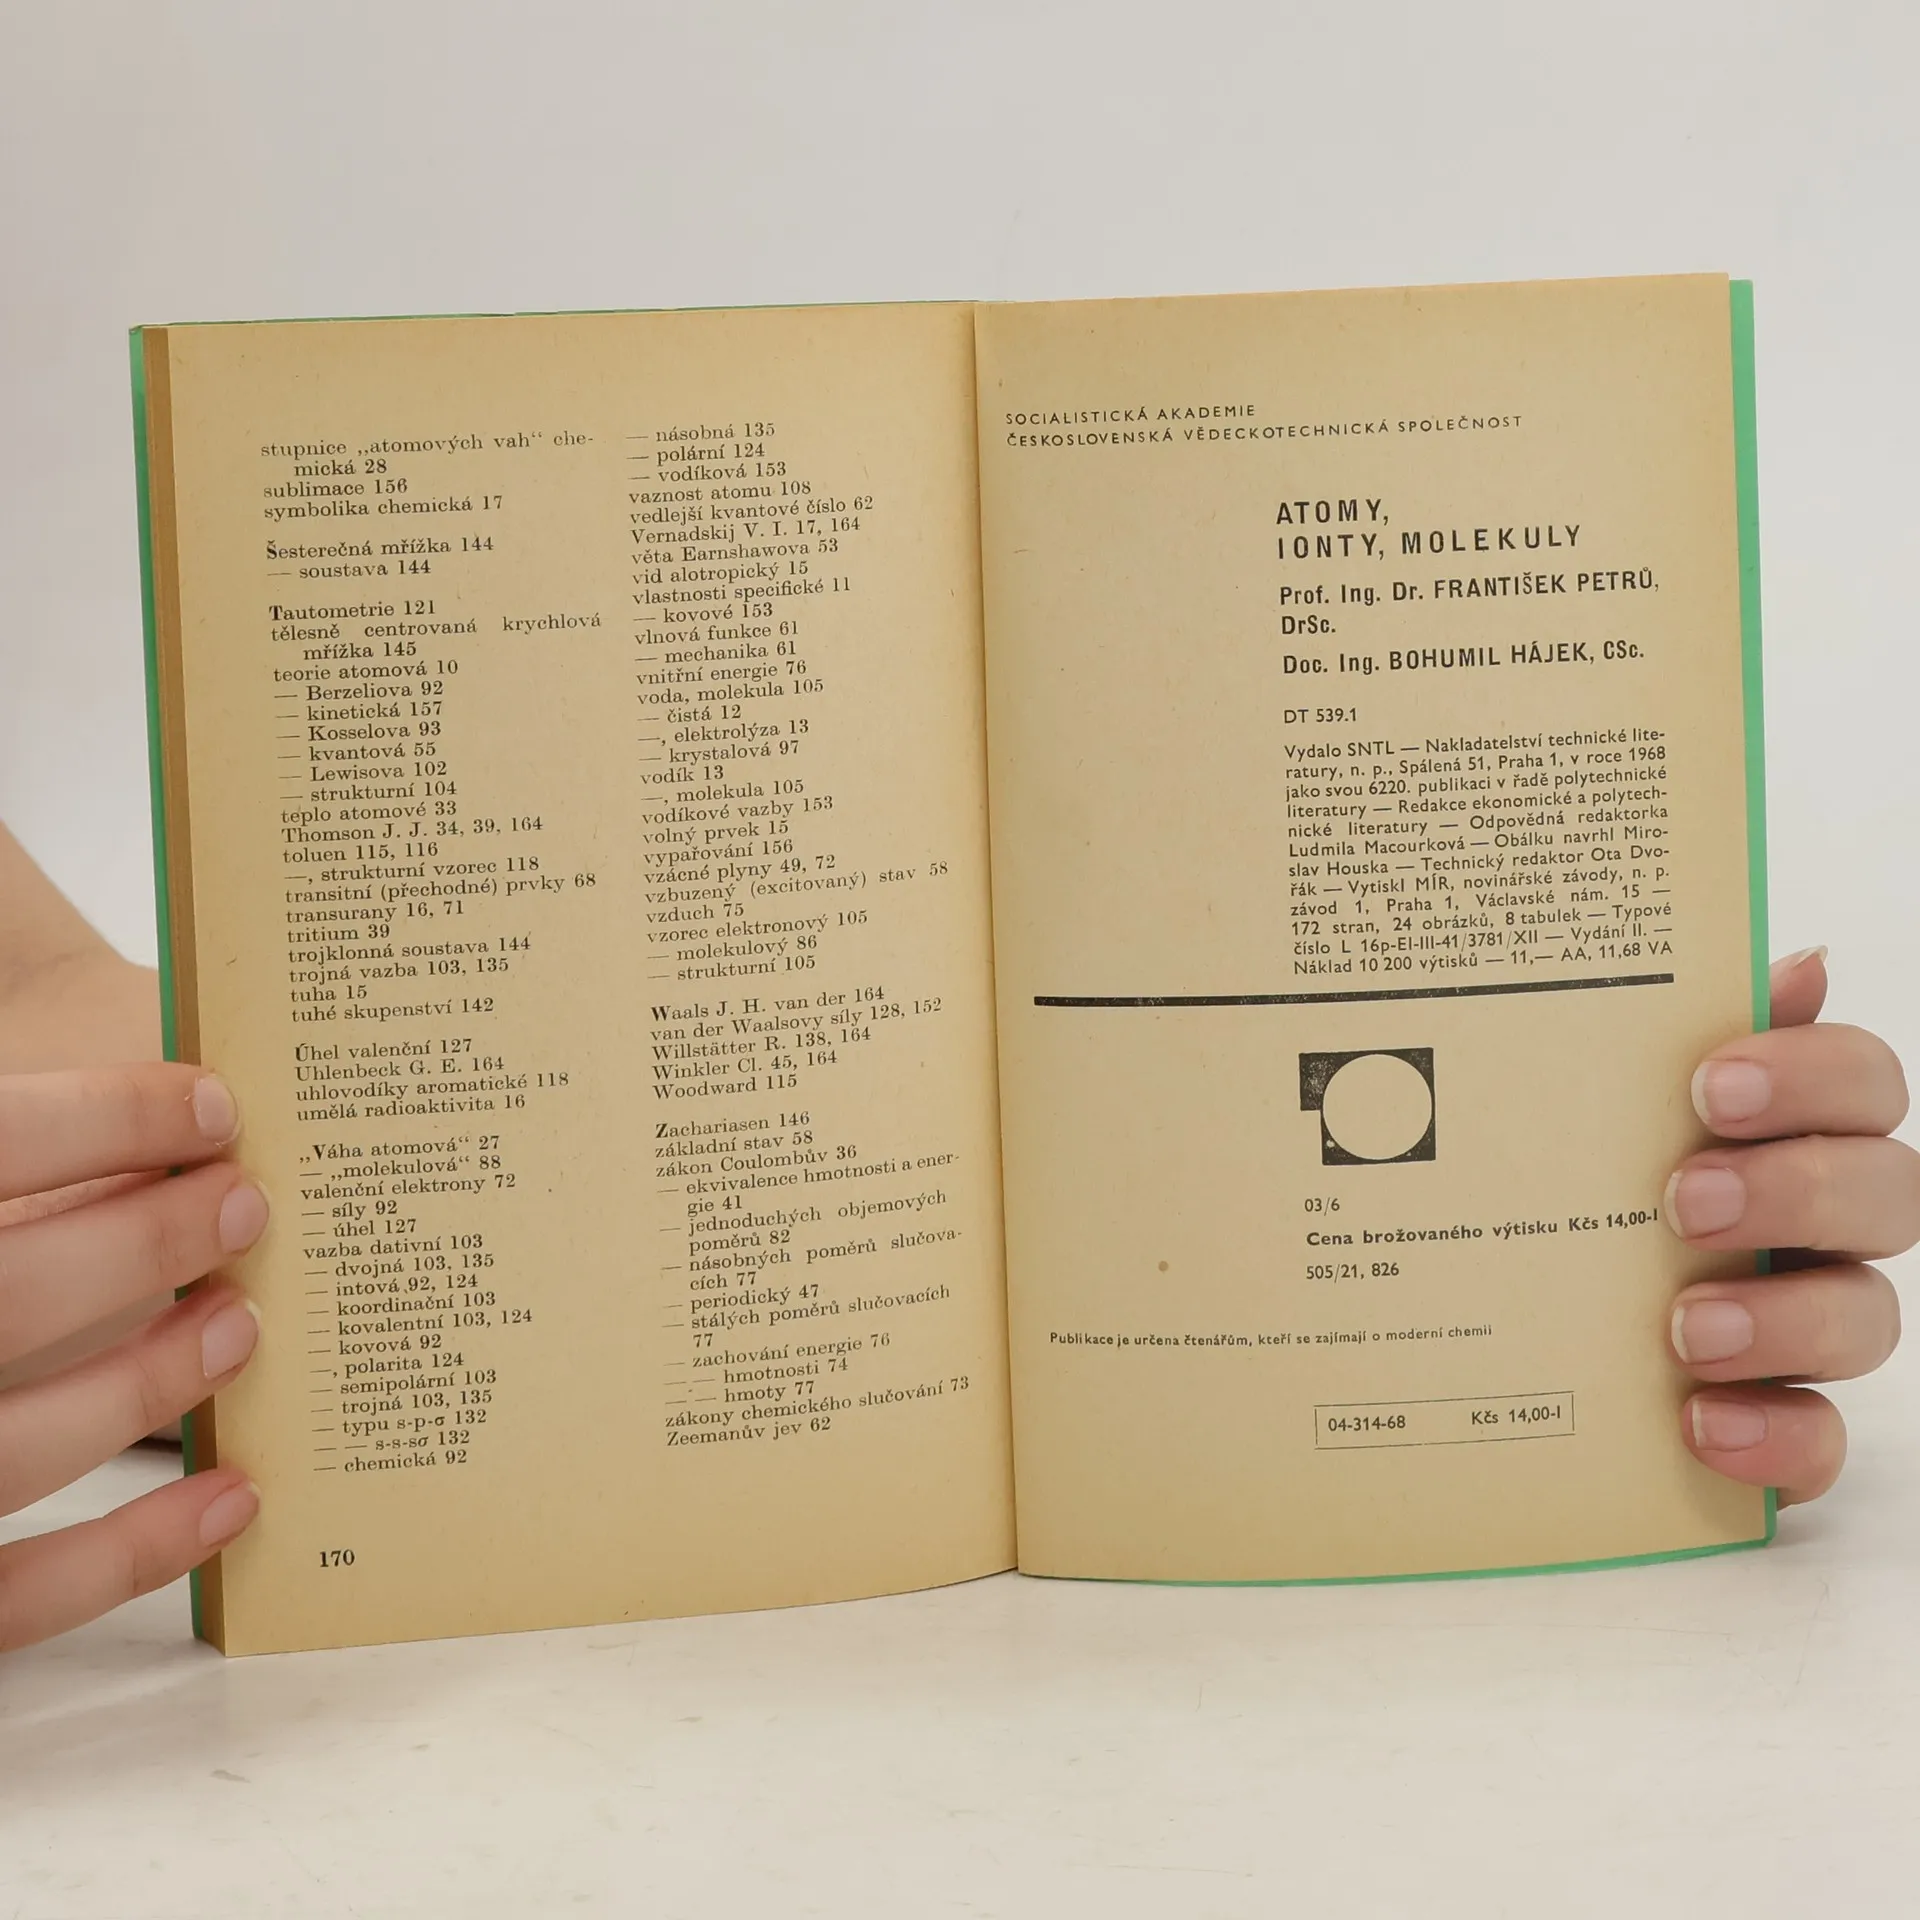 stupnice ,,atomových vah“ che-
mická 28
sublimace 156
symbolika chemická 17
Šesterečná mřížka 144
— soustava 144
Tautometrie 121
tělesně centrovaná krychlová
mřížka 145
teorie atomová 10
— Berzeliova 92
— kinetická 157
— Kosselova 93
— kvantová 55
— Lewisova 102
— strukturní 104
teplo atomové 33
Thomson J. J. 34, 39, 164
toluen 115, 116
—, strukturní vzorec 118
transitní (přechodné) prvky 68
transurany 16, 71
tritium 39
trojklonná soustava 144
trojná vazba 103, 135
tuha 15
tuhé skupenství 142
Úhel valenční 127
Uhlenbeck G. E. 164
uhlovodíky aromatické 118
umělá radioaktivita 16
,,Váha atomová“ 27
— ,,molekulová“ 88
valenční elektrony 72
— síly 92
— úhel 127
vazba dativní 103
— dvojná 103, 135
— intová 92, 124
— koordinační 103
— kovalentní 103, 124
— kovová 92
—, polarita 124
— semipolární 103
— trojná 103, 135
— typu s-p-σ 132
— — s-s-sσ 132
— chemická 92
170
— násobná 135
— polární 124
— vodíková 153
vaznost atomu 108
vedlejší kvantové číslo 62
Vernadskij V. I. 17, 164
věta Earnshawova 53
vid alotropický 15
vlastnosti specifické 11
— kovové 153
vlnová funkce 61
— mechanika 61
vnitřní energie 76
voda, molekula 105
— čistá 12
—, elektrolýza 13
— krystalová 97
vodík 13
—, molekula 105
vodíkové vazby 153
volný prvek 15
vypařování 156
vzácné plyny 49, 72
vzbuzený (excitovaný) stav 58
vzduch 75
vzorec elektronový 105
— molekulový 86
— strukturní 105
Waals J. H. van der 164
van der Waalsovy síly 128, 152
Willstätter R. 138, 164
Winkler Cl. 45, 164
Woodward 115
Zachariasen 146
základní stav 58
zákon Coulombův 36
— ekvivalence hmotnosti a ener-
gie 41
— jednoduchých objemových
poměrů 82
— násobných poměrů slučova-
cích 77
— periodický 47
— stálých poměrů slučovacích
77
— zachování energie 76
— — hmotnosti 74
— — hmoty 77
zákony chemického slučování 73
Zeemanův jev 62
SOCIALISTICKÁ AKADEMIE
ČESKOSLOVENSKÁ VĚDECKOTECHNICKÁ SPOLEČNOST
ATOMY,
IONTY, MOLEKULY
Prof. Ing. Dr. FRANTIŠEK PETRŮ,
DrSc.
Doc. Ing. BOHUMIL HÁJEK, CSc.
DT 539.1
Vydalo SNTL — Nakladatelství technické lite-
ratury, n. p., Spálená 51, Praha 1, v roce 1968
jako svou 6220. publikaci v řadě polytechnické
literatury — Redakce ekonomické a polytech-
nické literatury — Odpovědná redaktorka
Ludmila Macourková — Obálku navrhl Miro-
slav Houska — Technický redaktor Ota Dvo-
řák — Vytiskl MÍR, novinářské závody, n. p.
závod 1, Praha 1, Václavské nám. 15 —
172 stran, 24 obrázků, 8 tabulek — Typové
číslo L 16p-EI-III-41/3781/XII — Vydání II. —
Náklad 10 200 výtisků — 11,— AA, 11,68 VA
03/6
Cena brožovaného výtisku Kčs 14,00-I
505/21, 826
Publikace je určena čtenářům, kteří se zajímají o moderní chemii
04-314-68 Kčs 14,00-I